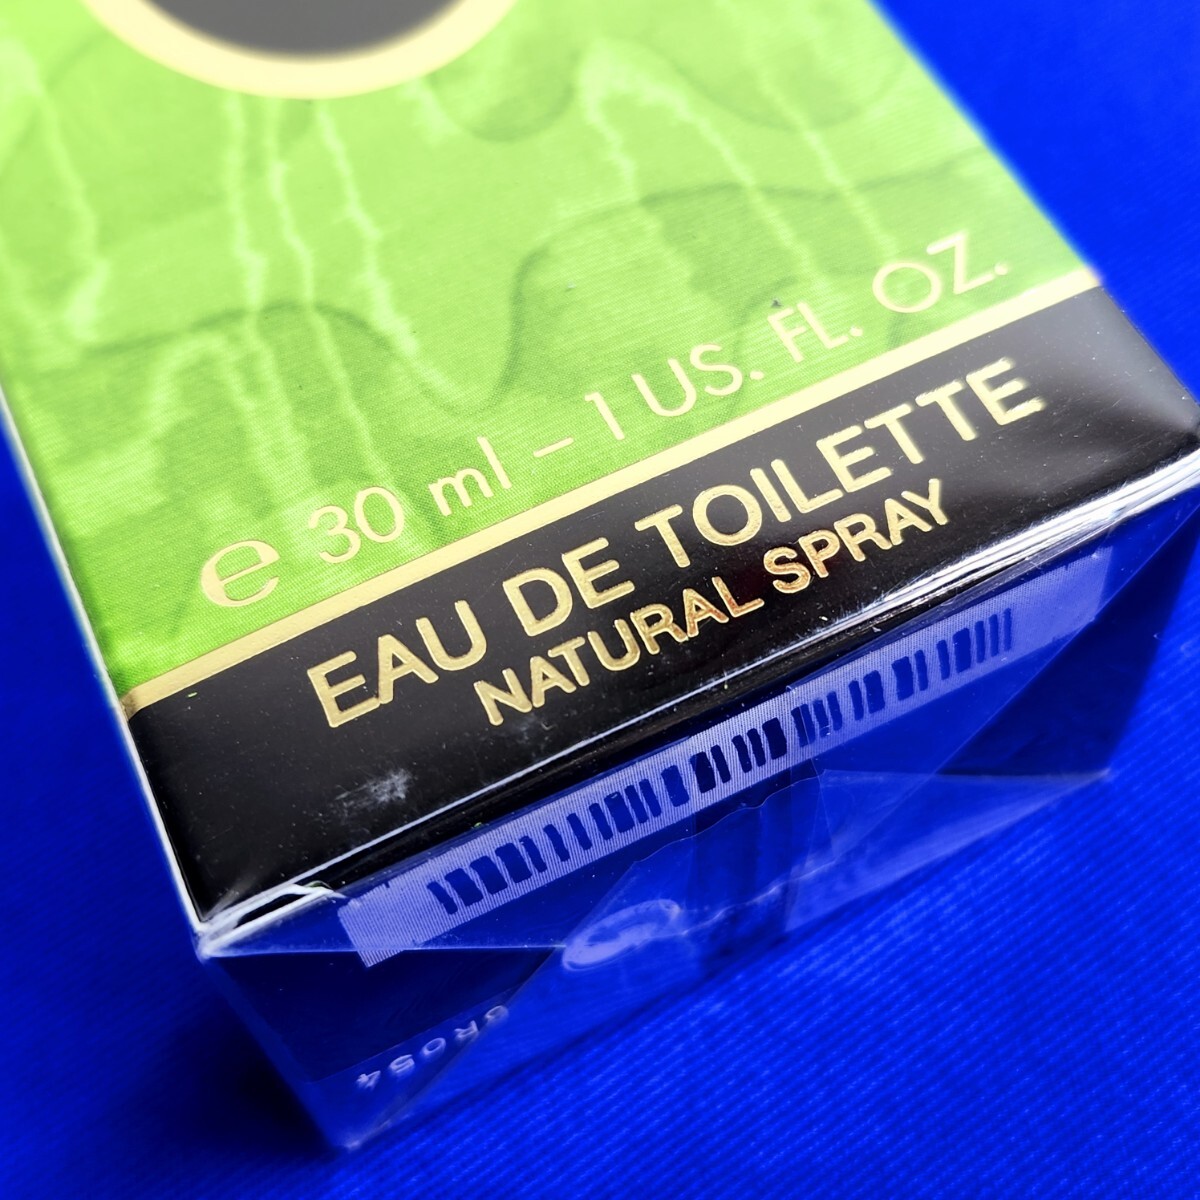 ℮ 30 ml – 1 US. FL. OZ.
EAU DE TOILETTE
NATURAL SPRAY